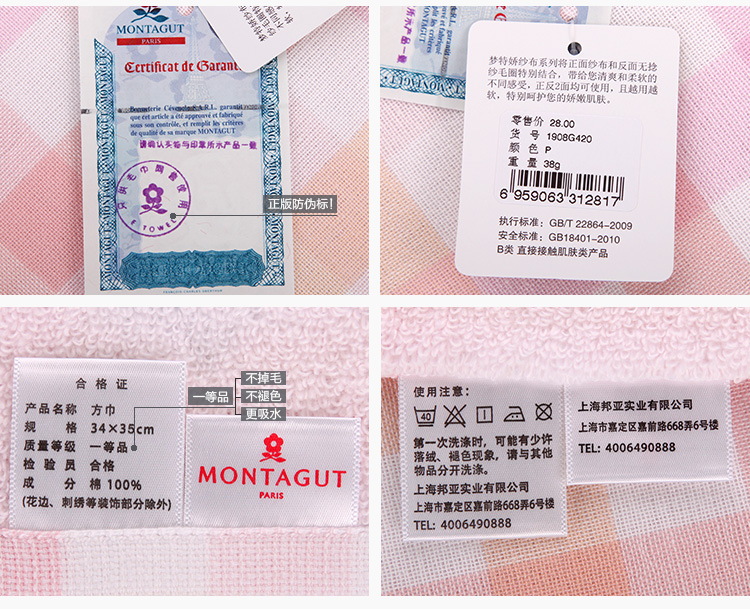 MONTAGUT
PARIS
Certificat de Garan
que cet article a été approuvé et fabriqué
sous son contrôle, et remplit les critères
de qualité de sa marque MONTAGUT
请确认实物与印章所示产品一致
只供毛巾购套使用
E TOWEL
正版防伪标!
梦特娇纱布系列将正面纱布和反面无捻
纱毛圈特别结合，带给您清爽和柔软的
不同感受，正反2面均可使用，且越用越
软，特别呵护您的娇嫩肌肤。
零售价 28.00
货号 1908G420
颜色 P
重量 38g
6 959063 312817
执行标准：GB/T 22864-2009
安全标准：GB18401-2010
B类 直接接触肌肤类产品
合格证
产品名称：方巾
规 格 34×35cm
质量等级 一等品
检验员 合格
成 分 棉 100%
(花边、刺绣等装饰部分除外)
一等品
不掉毛
不褪色
更吸水
MONTAGUT
PARIS
使用注意：
40
第一次洗涤时，可能有少许
落绒、褪色现象，请与其他
物品分开洗涤。
上海邦亚实业有限公司
上海市嘉定区嘉前路668弄6号楼
TEL: 4006490888
上海邦亚实业有限公司
上海市嘉定区嘉前路668弄6号楼
TEL: 4006490888